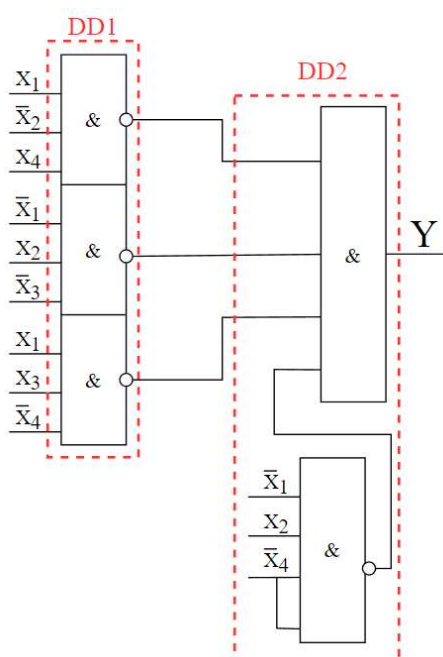 DD1
X₁
X̅₂
X₄
&
X̅₁
X₂
X̅₃
&
X₁
X₃
X̅₄
&
DD2
&
Y
X̅₁
X₂
X̅₄
&